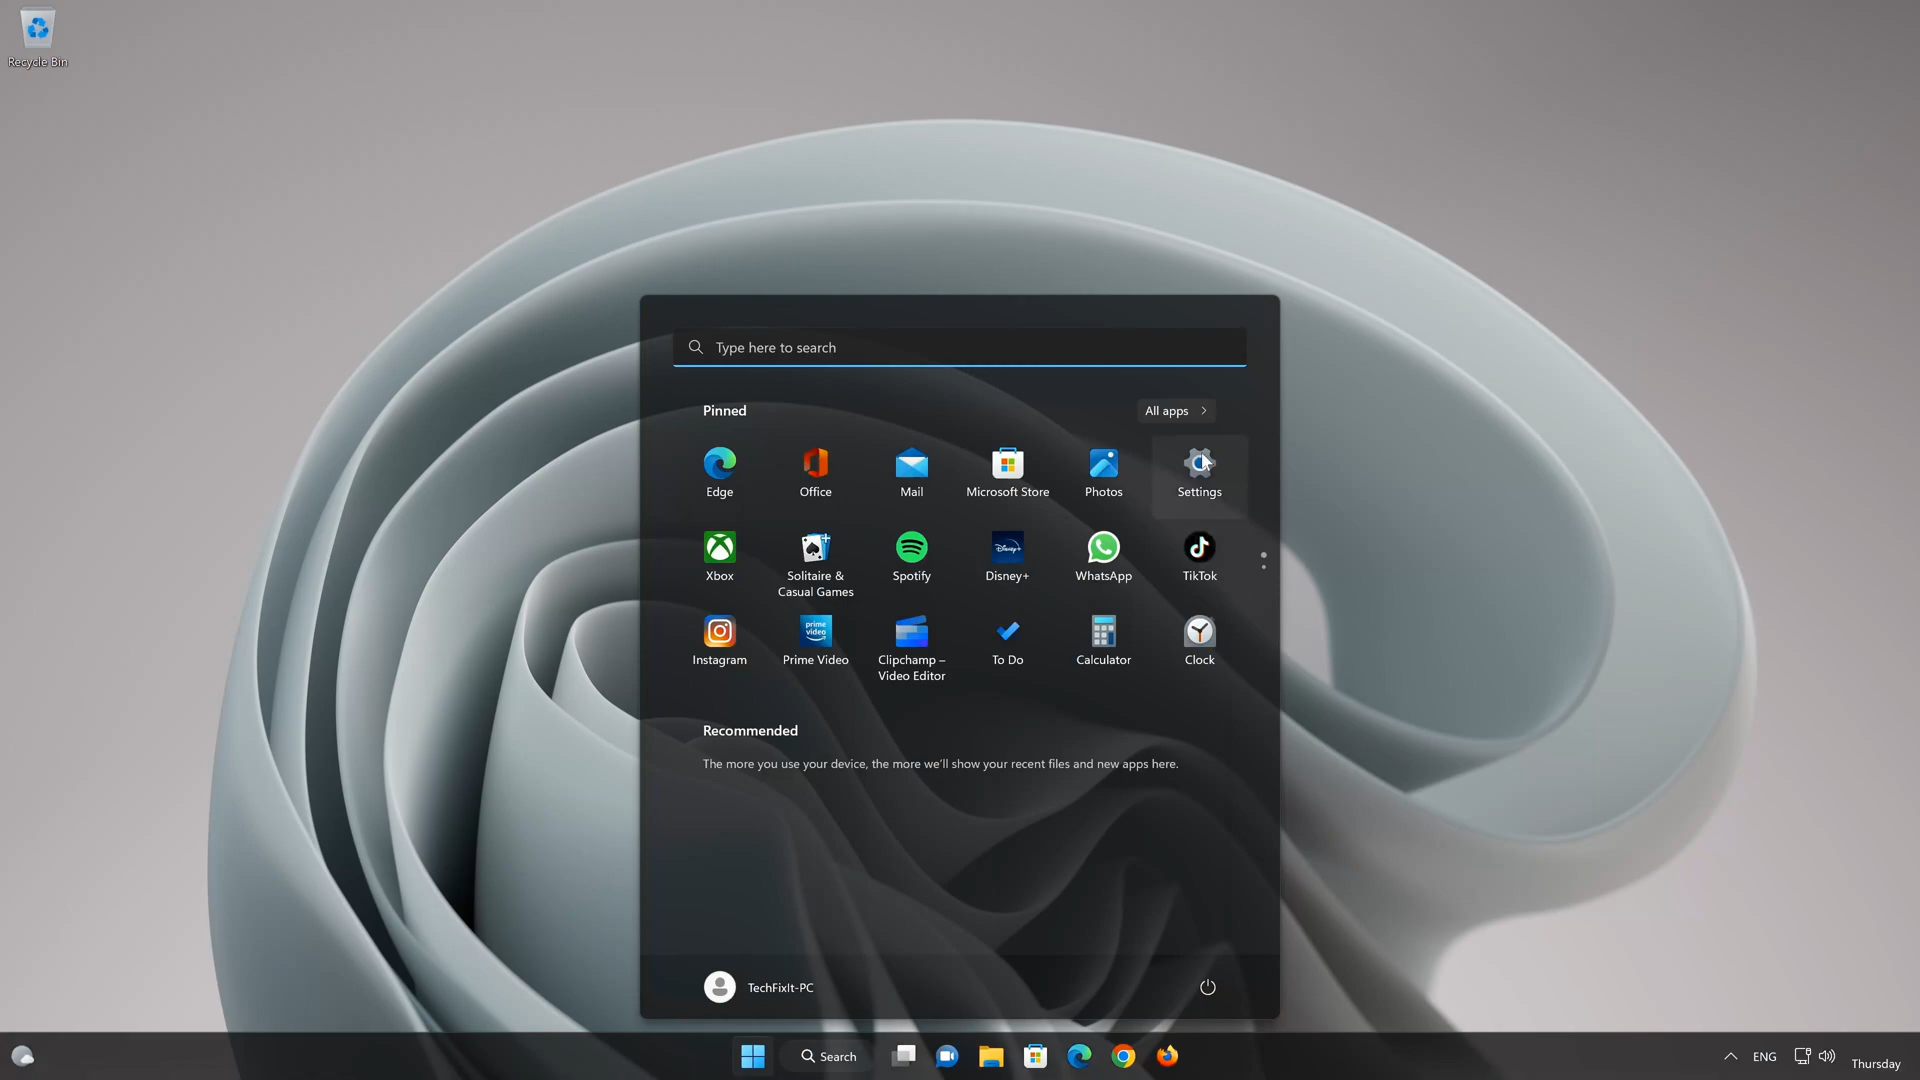 Recycle Bin
Type here to search
Pinned
All apps
Edge
Office
Mail
Microsoft Store
Photos
Settings
Xbox
Solitaire &
Casual Games
Spotify
Disney+
WhatsApp
TikTok
Instagram
prime
video
Prime Video
Clipchamp –
Video Editor
To Do
Calculator
Clock
Recommended
The more you use your device, the more we'll show your recent files and new apps here.
TechFixIt-PC
Search
ENG
Thursday